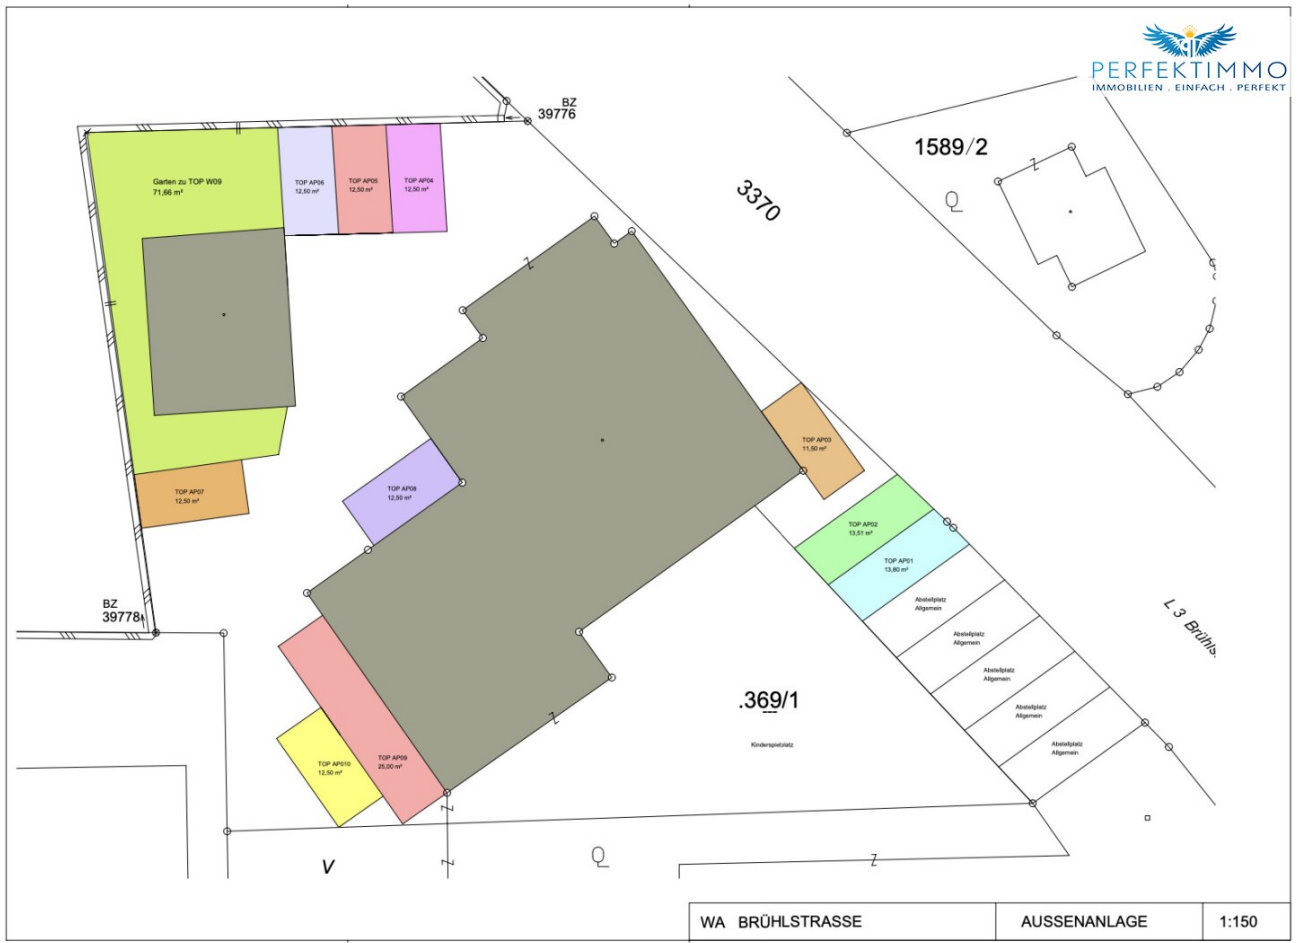 PERFEKTIMMO
IMMOBILIEN . EINFACH . PERFEKT
BZ
39776
1589/2
3370
Garten zu TOP W09
71,66 m²
TOP AP06
12,50 m²
TOP AP05
12,50 m²
TOP AP04
12,50 m²
TOP AP03
11,50 m²
TOP AP07
12,50 m²
TOP AP08
12,50 m²
TOP AP02
13,51 m²
TOP AP01
13,80 m²
BZ
39778
Abstellplatz
Allgemein
Abstellplatz
Allgemein
Abstellplatz
Allgemein
Abstellplatz
Allgemein
Abstellplatz
Allgemein
L 3 Brühls.
.369/1
Kinderspielplatz
TOP AP010
12,50 m²
TOP AP09
25,00 m²
V
WA BRÜHLSTRASSE
AUSSENANLAGE
1:150